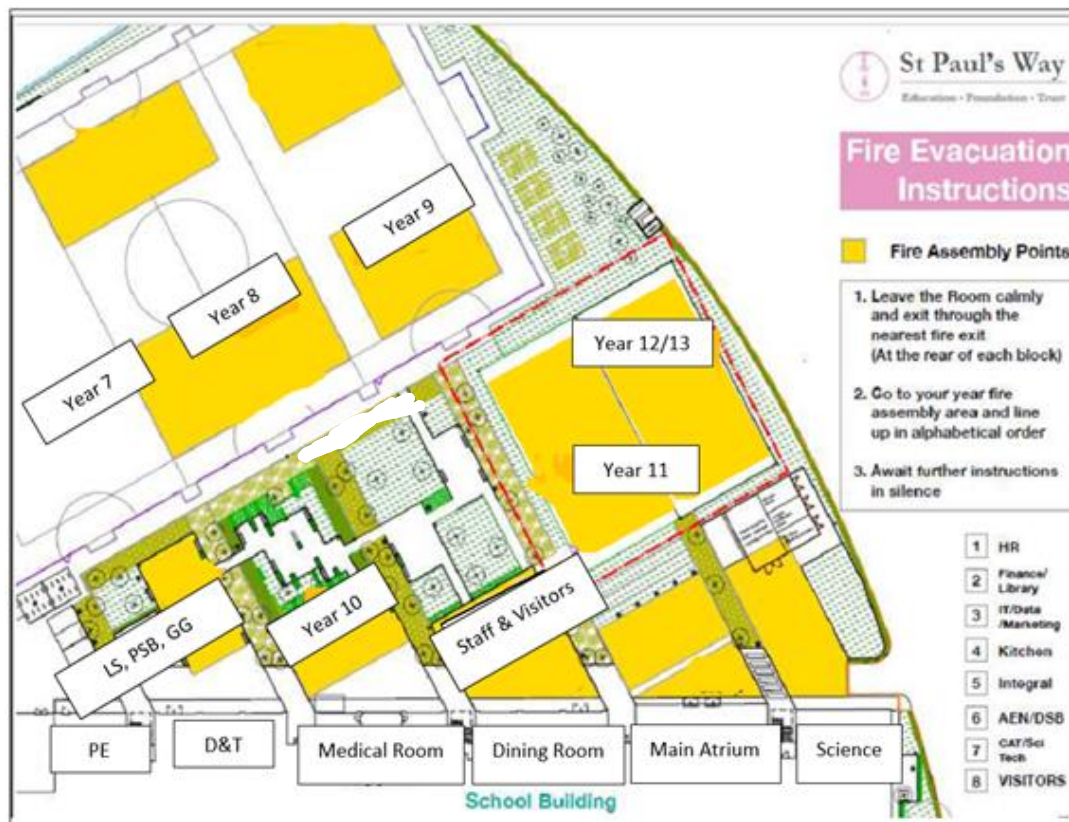 St Paul's Way
Education • Foundation • Trust
Fire Evacuation
Instructions
Fire Assembly Points
1. Leave the Room calmly
and exit through the
nearest fire exit
(At the rear of each block)
2. Go to your year fire
assembly area and line
up in alphabetical order
3. Await further instructions
in silence
1 HR
2 Finance/
Library
3 IT/Data
/Marketing
4 Kitchen
5 Integral
6 AEN/DSB
7 CAT/Sci
Tech
8 VISITORS
Year 9
Year 8
Year 7
Year 12/13
Year 11
LS, PSB, GG
Year 10
Staff & Visitors
PE
D&T
Medical Room
Dining Room
Main Atrium
Science
School Building